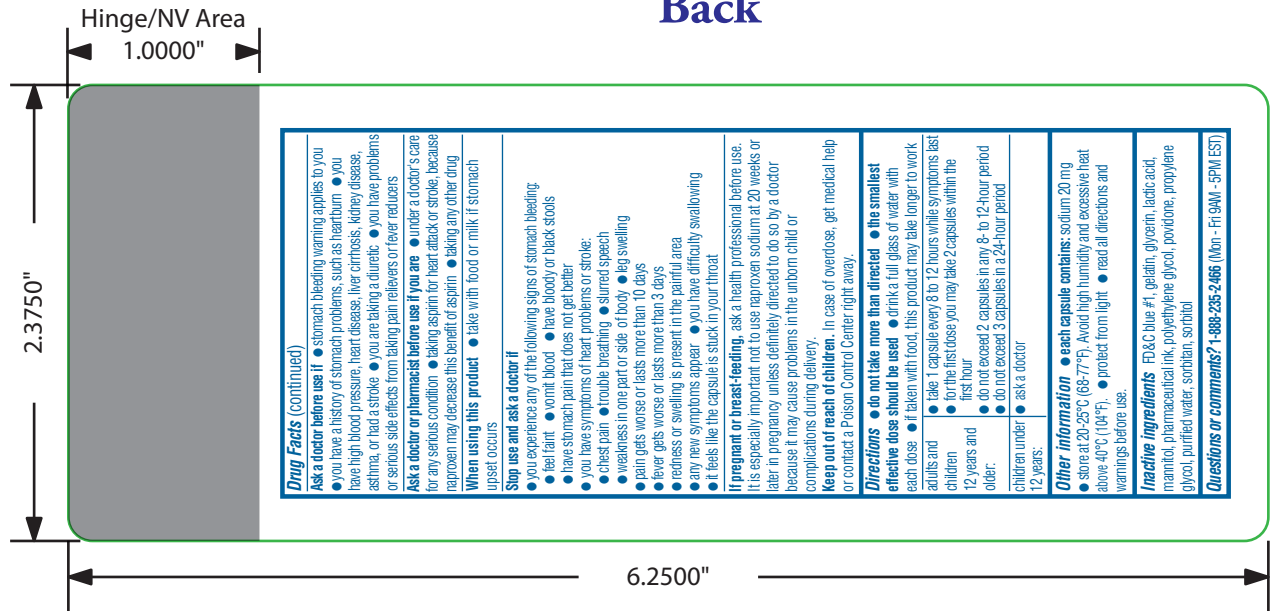 Back
Hinge/NV Area
1.0000"
2.3750"
Drug Facts (continued)
Ask a doctor before use if ● stomach bleeding warning applies to you
● you have a history of stomach problems, such as heartburn ● you
have high blood pressure, heart disease, liver cirrhosis, kidney disease,
asthma, or had a stroke ● you are taking a diuretic ● you have problems
or serious side effects from taking pain relievers or fever reducers
Ask a doctor or pharmacist before use if you are ● under a doctor's care
for any serious condition ● taking aspirin for heart attack or stroke, because
naproxen may decrease this benefit of aspirin ● taking any other drug
When using this product ● take with food or milk if stomach
upset occurs
Stop use and ask a doctor if
● you experience any of the following signs of stomach bleeding:
● feel faint ● vomit blood ● have bloody or black stools
● have stomach pain that does not get better
● you have symptoms of heart problems or stroke:
● chest pain ● trouble breathing ● slurred speech
● weakness in one part or side of body ● leg swelling
● pain gets worse or lasts more than 10 days
● fever gets worse or lasts more than 3 days
● redness or swelling is present in the painful area
● any new symptoms appear ● you have difficulty swallowing
● it feels like the capsule is stuck in your throat
If pregnant or breast-feeding, ask a health professional before use.
It is especially important not to use naproxen sodium at 20 weeks or
later in pregnancy unless definitely directed to do so by a doctor
because it may cause problems in the unborn child or
complications during delivery.
Keep out of reach of children. In case of overdose, get medical help
or contact a Poison Control Center right away.
Directions ● do not take more than directed ● the smallest
effective dose should be used ● drink a full glass of water with
each dose ● if taken with food, this product may take longer to work
adults and
children
12 years and
older:
● take 1 capsule every 8 to 12 hours while symptoms last
● for the first dose you may take 2 capsules within the
first hour
● do not exceed 2 capsules in any 8- to 12-hour period
● do not exceed 3 capsules in a 24-hour period
children under
12 years:
● ask a doctor
Other information ● each capsule contains: sodium 20 mg
● store at 20-25°C (68-77°F). Avoid high humidity and excessive heat
above 40°C (104°F). ● protect from light ● read all directions and
warnings before use.
Inactive ingredients FD&C blue #1, gelatin, glycerin, lactic acid,
mannitol, pharmaceutical ink, polyethylene glycol, povidone, propylene
glycol, purified water, sorbitan, sorbitol
Questions or comments? 1-888-235-2466 (Mon - Fri 9AM - 5PM EST)
6.2500"